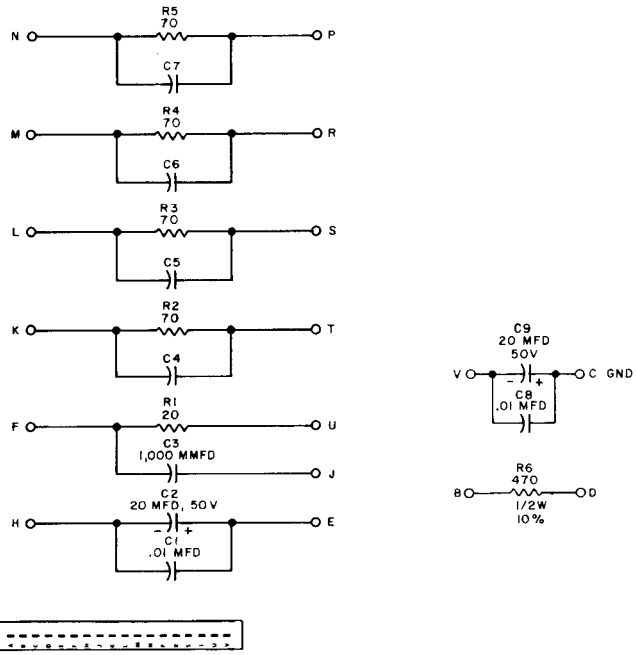 R5
70
N
P
C7
R4
70
M
R
C6
R3
70
L
S
C5
R2
70
K
T
C4
R1
20
F
U
C3
1,000 MMFD
J
C2
20 MFD, 50V
H
- +
E
C1
.01 MFD
C9
20 MFD
50V
V
- +
C GND
C8
.01 MFD
R6
470
B
D
1/2W
10%